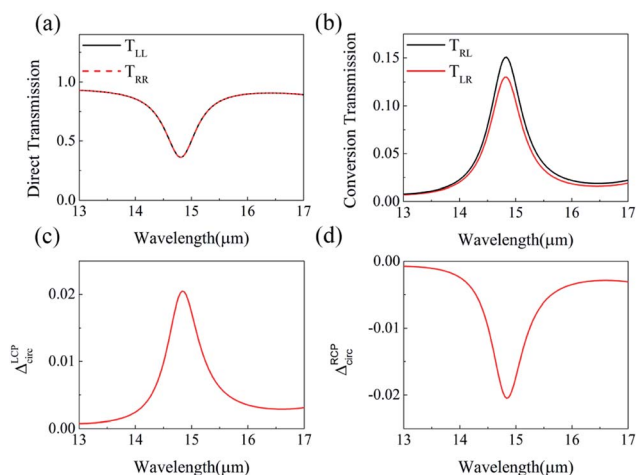 (a)
T_LL
T_RR
Direct Transmission
1.0
0.5
0.0
13 14 15 16 17
Wavelength(μm)
(b)
T_RL
T_LR
Conversion Transmission
0.15
0.10
0.05
0.00
13 14 15 16 17
Wavelength(μm)
(c)
Δ_circ^LCP
0.02
0.01
0.00
13 14 15 16 17
Wavelength(μm)
(d)
Δ_circ^RCP
0.00
-0.01
-0.02
13 14 15 16 17
Wavelength(μm)